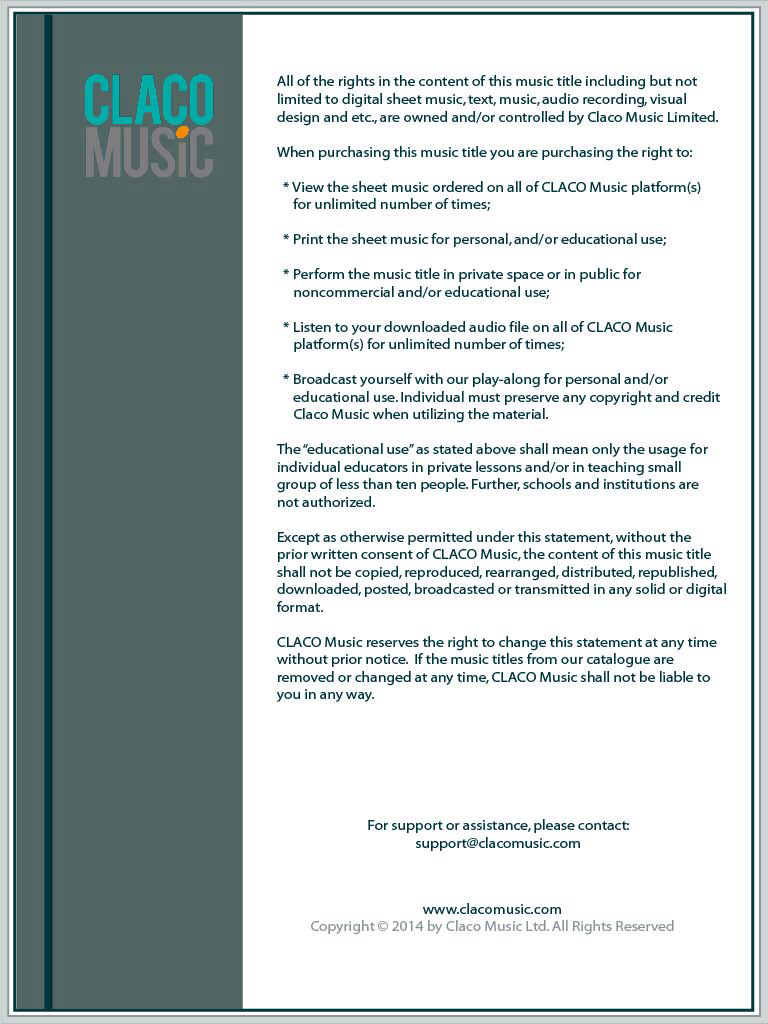 CLACO
MUSiC
All of the rights in the content of this music title including but not
limited to digital sheet music, text, music, audio recording, visual
design and etc., are owned and/or controlled by Claco Music Limited.
When purchasing this music title you are purchasing the right to:
* View the sheet music ordered on all of CLACO Music platform(s)
for unlimited number of times;
* Print the sheet music for personal, and/or educational use;
* Perform the music title in private space or in public for
noncommercial and/or educational use;
* Listen to your downloaded audio file on all of CLACO Music
platform(s) for unlimited number of times;
* Broadcast yourself with our play-along for personal and/or
educational use. Individual must preserve any copyright and credit
Claco Music when utilizing the material.
The “educational use” as stated above shall mean only the usage for
individual educators in private lessons and/or in teaching small
group of less than ten people. Further, schools and institutions are
not authorized.
Except as otherwise permitted under this statement, without the
prior written consent of CLACO Music, the content of this music title
shall not be copied, reproduced, rearranged, distributed, republished,
downloaded, posted, broadcasted or transmitted in any solid or digital
format.
CLACO Music reserves the right to change this statement at any time
without prior notice.  If the music titles from our catalogue are
removed or changed at any time, CLACO Music shall not be liable to
you in any way.
For support or assistance, please contact:
support@clacomusic.com
www.clacomusic.com
Copyright © 2014 by Claco Music Ltd. All Rights Reserved